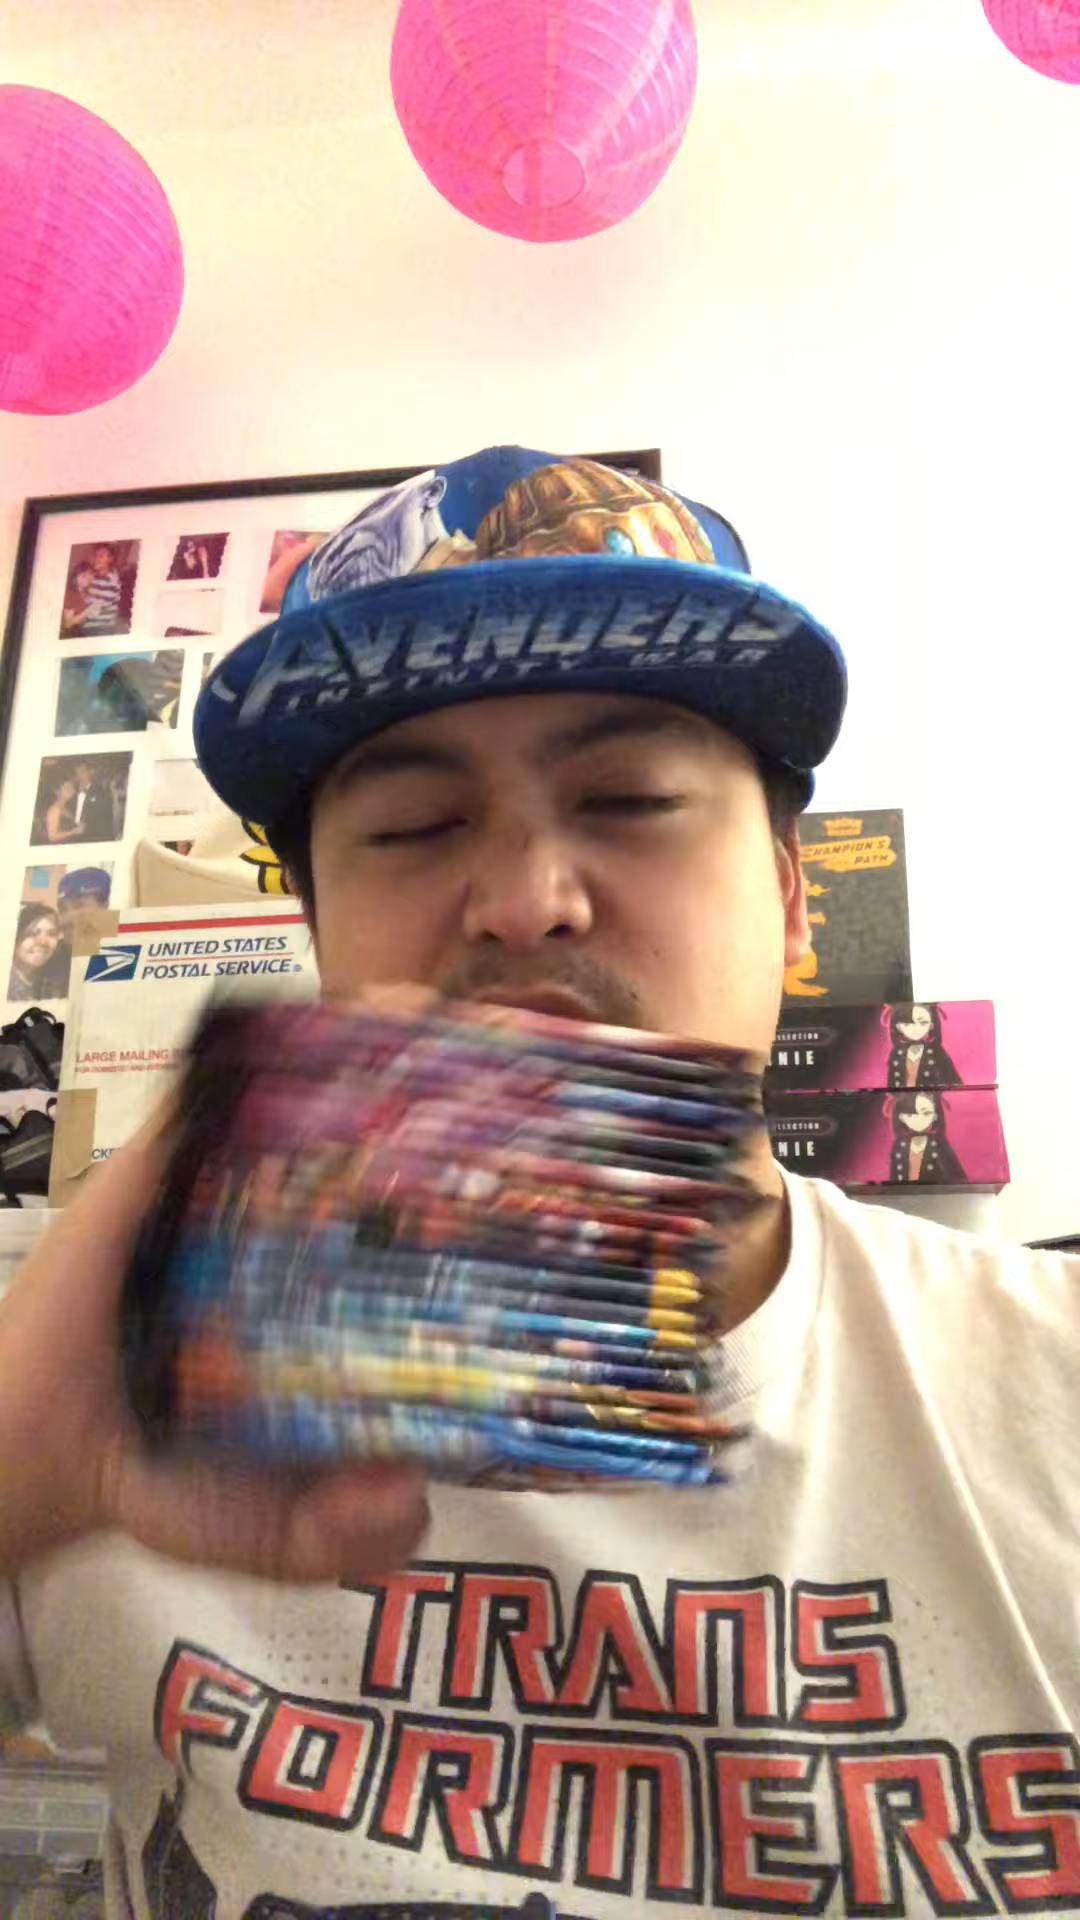 AVENGERS
INFINITY WAR
CHAMPION'S
PATH
UNITED STATES
POSTAL SERVICE®
LARGE MAILING
NIE
NIE
TRANS
FORMERS